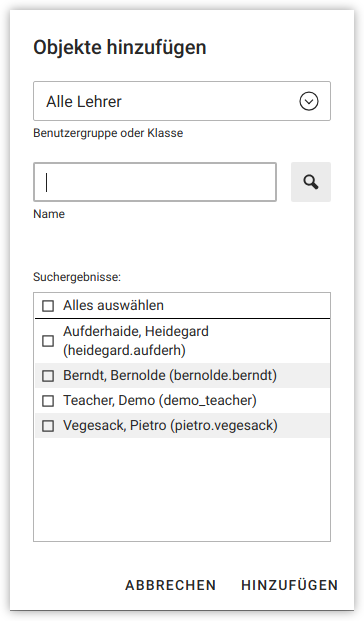 Objekte hinzufügen
Alle Lehrer
Benutzergruppe oder Klasse
Name
Suchergebnisse:
Alles auswählen
Aufderhaide, Heidegard
(heidegard.aufderh)
Berndt, Bernolde (bernolde.berndt)
Teacher, Demo (demo_teacher)
Vegesack, Pietro (pietro.vegesack)
ABBRECHEN HINZUFÜGEN